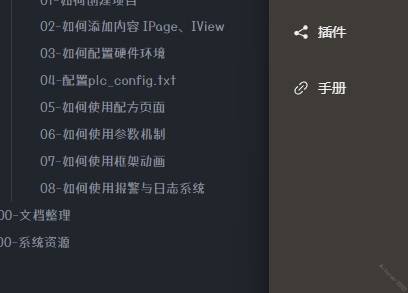 01-如何创建项目
02-如何添加内容 IPage、IView
03-如何配置硬件环境
04-配置plc_config.txt
05-如何使用配方页面
06-如何使用参数机制
07-如何使用框架动画
08-如何使用报警与日志系统
00-文档整理
00-系统资源
插件
手册